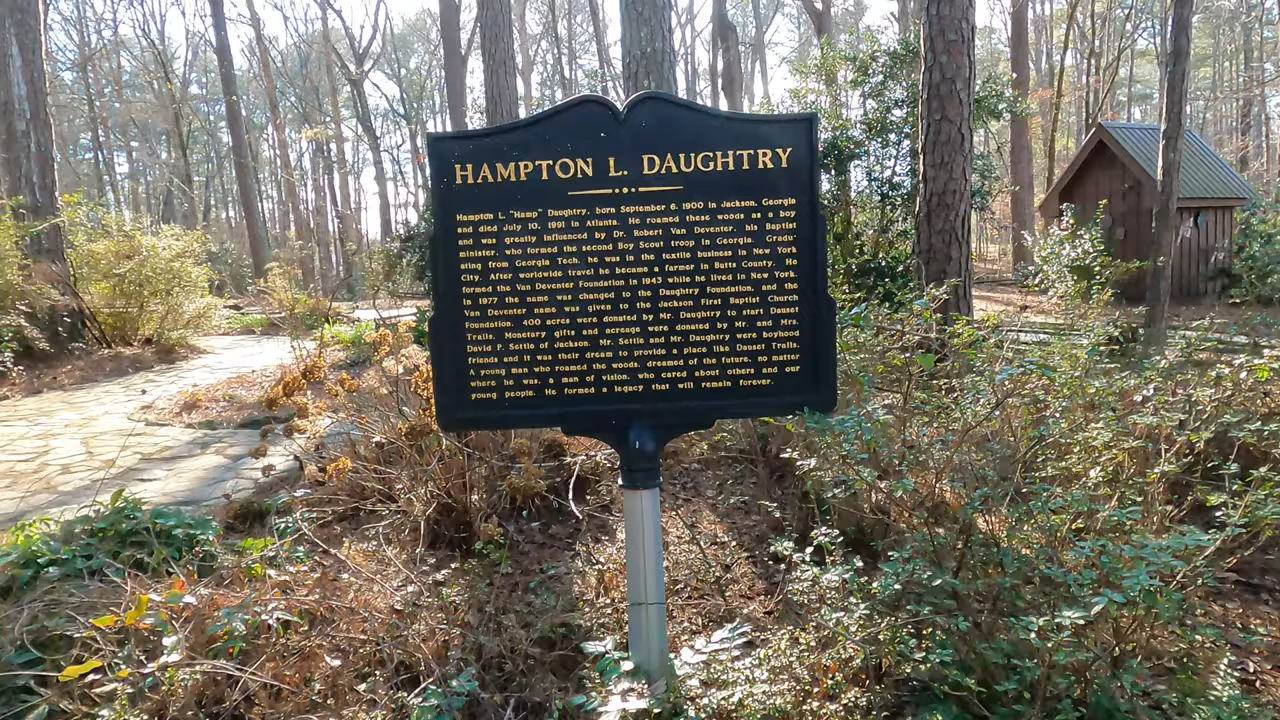 HAMPTON L. DAUGHTRY
Hampton L. "Hamp" Daughtry, born September 6, 1900 in Jackson, Georgia
and died July 10, 1991 in Atlanta. He roamed these woods as a boy
and was greatly influenced by Dr. Robert Van Deventer, his Baptist
minister, who formed the second Boy Scout troop in Georgia. Gradu-
ating from Georgia Tech, he was in the textile business in New York
City. After worldwide travel he became a farmer in Butts County. He
formed the Van Deventer Foundation in 1943 while he lived in New York.
In 1977 the name was changed to the Daughtry Foundation, and the
Van Deventer name was given to the Jackson First Baptist Church
Foundation. 400 acres were donated by Mr. Daughtry to start Dauset
Trails. Monetary gifts and acreage were donated by Mr. and Mrs.
David P. Settle of Jackson. Mr. Settle and Mr. Daughtry were boyhood
friends and it was their dream to provide a place like Dauset Trails.
A young man who roamed the woods, dreamed of the future, no matter
where he was, a man of vision, who cared about others and our
young people. He formed a legacy that will remain forever.